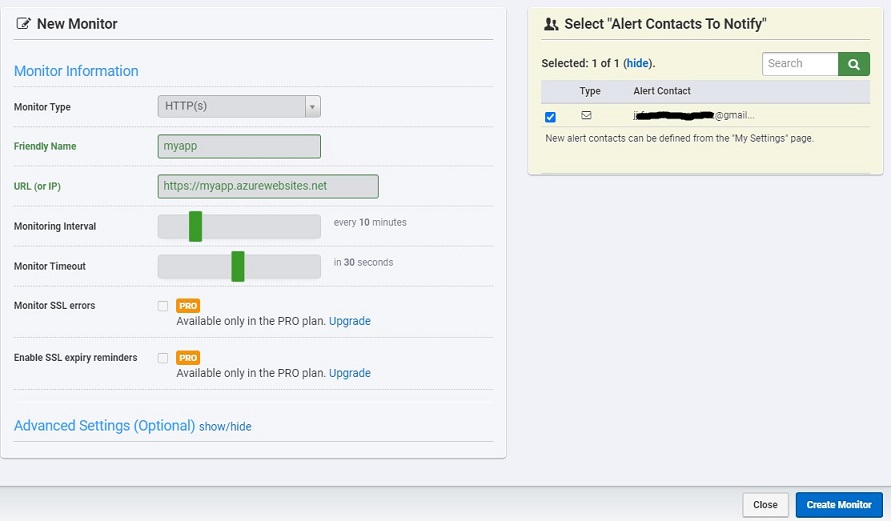 New Monitor
Monitor Information
Monitor Type HTTP(s)
Friendly Name myapp
URL (or IP) https://myapp.azurewebsites.net
Monitoring Interval every 10 minutes
Monitor Timeout in 30 seconds
Monitor SSL errors PRO
Available only in the PRO plan. Upgrade
Enable SSL expiry reminders PRO
Available only in the PRO plan. Upgrade
Advanced Settings (Optional) show/hide
Select "Alert Contacts To Notify"
Selected: 1 of 1 (hide). Search
Type Alert Contact
@gmail...
New alert contacts can be defined from the "My Settings" page.
Close Create Monitor